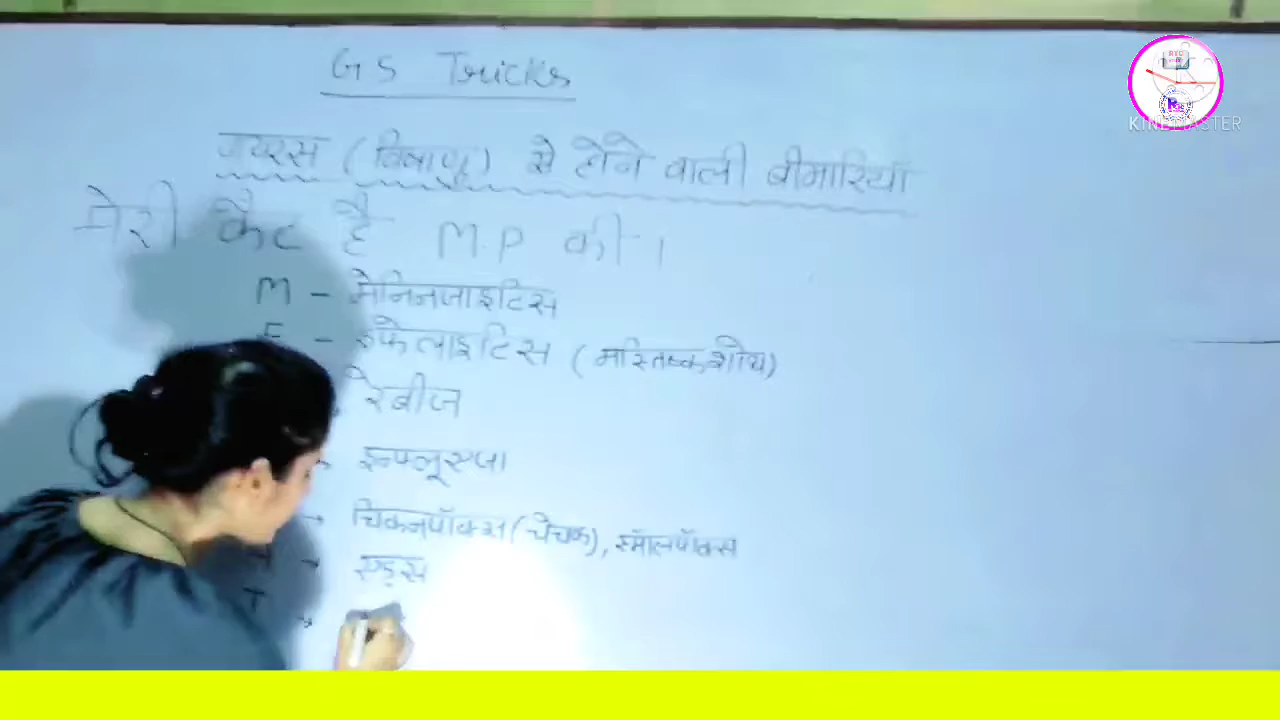 GS Tricks
वायरस (विषाणु) से होने वाली बीमारियाँ
मेरी कैट है MP की।
M - मेनिनजाइटिस
E - इंफेलाइटिस (मस्तिष्कशोथ)
रेबीज
इन्फ्लूएंजा
चिकनपॉक्स (चेचक), स्मॉलपॉक्स
एड्स
T
KINEMASTER